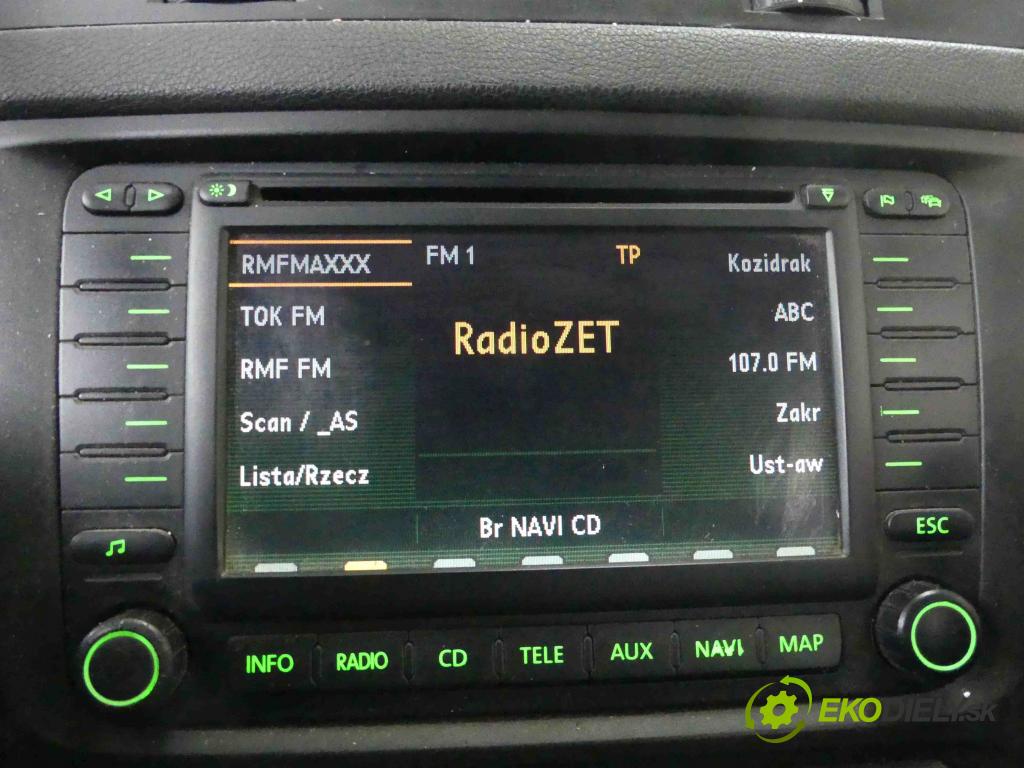 RMFMAXXX
FM 1
TP
Kozidrak
TOK FM
ABC
RadioZET
RMF FM
107.0 FM
Scan / _AS
Zakr
Lista/Rzecz
Ust-aw
Br NAVI CD
ESC
INFO
RADIO
CD
TELE
AUX
NAVI
MAP
EKODIELY.SK